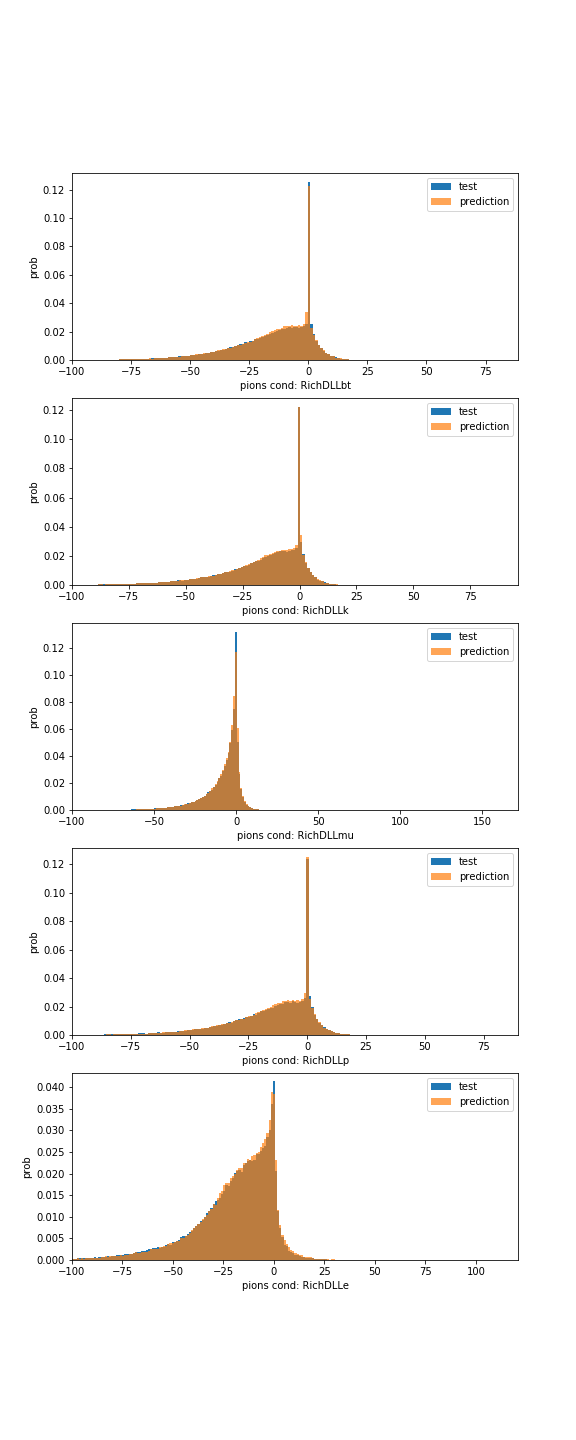 0.12
0.10
0.08
0.06
0.04
0.02
0.00
prob
test
prediction
−100 −75 −50 −25 0 25 50 75
pions cond: RichDLLbt
0.12
0.10
0.08
0.06
0.04
0.02
0.00
prob
test
prediction
−100 −75 −50 −25 0 25 50 75
pions cond: RichDLLk
0.12
0.10
0.08
0.06
0.04
0.02
0.00
prob
test
prediction
−100 −50 0 50 100 150
pions cond: RichDLLmu
0.12
0.10
0.08
0.06
0.04
0.02
0.00
prob
test
prediction
−100 −75 −50 −25 0 25 50 75
pions cond: RichDLLp
0.040
0.035
0.030
0.025
0.020
0.015
0.010
0.005
0.000
prob
test
prediction
−100 −75 −50 −25 0 25 50 75 100
pions cond: RichDLLe